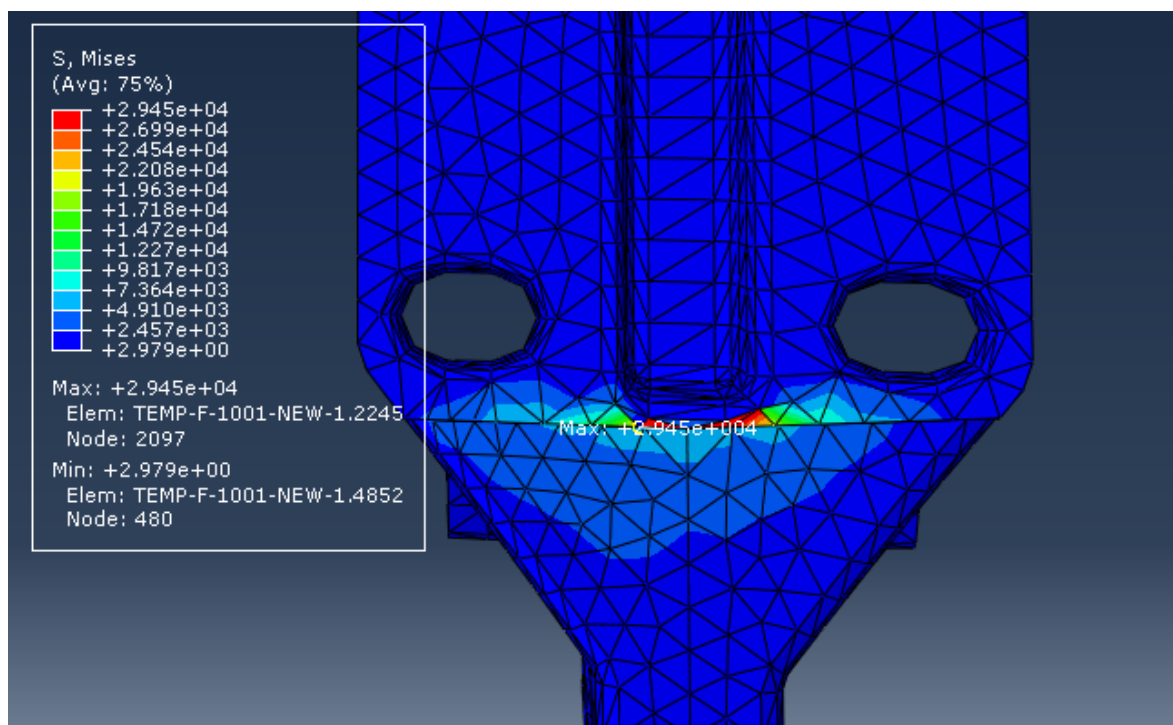 S, Mises
(Avg: 75%)
+2.945e+04
+2.699e+04
+2.454e+04
+2.208e+04
+1.963e+04
+1.718e+04
+1.472e+04
+1.227e+04
+9.817e+03
+7.364e+03
+4.910e+03
+2.457e+03
+2.979e+00
Max: +2.945e+04
Elem: TEMP-F-1001-NEW-1.2245
Node: 2097
Min: +2.979e+00
Elem: TEMP-F-1001-NEW-1.4852
Node: 480
Max: +2.945e+004